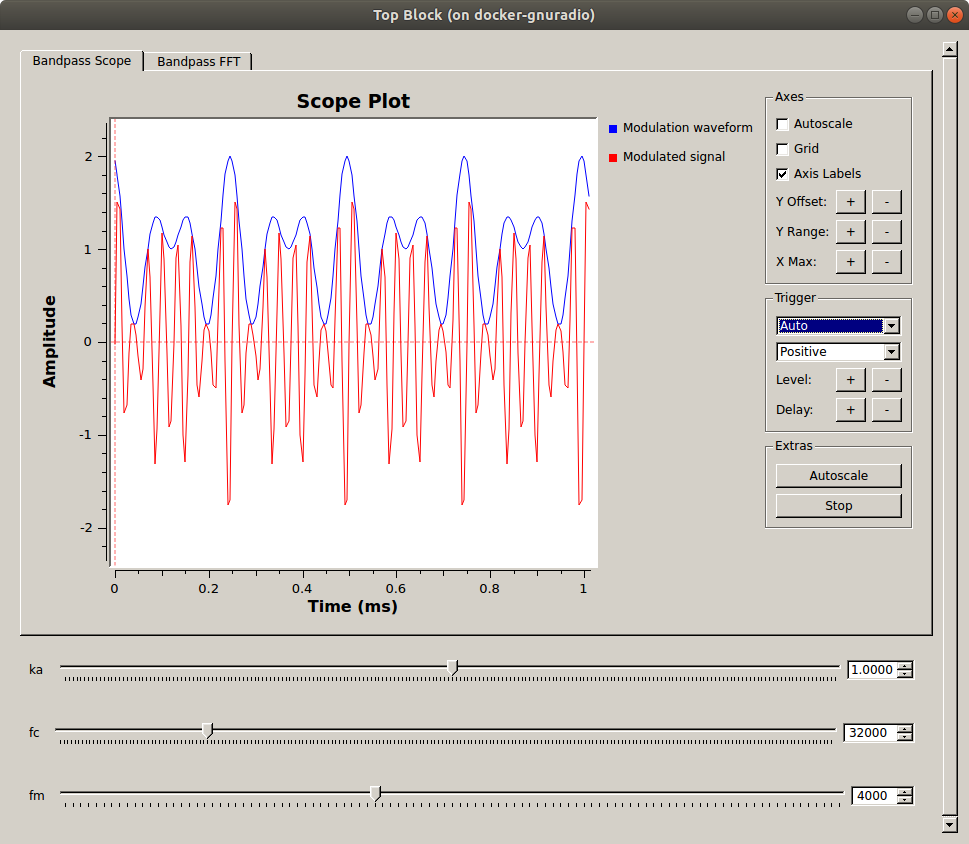 Top Block (on docker-gnuradio)
Bandpass Scope
Bandpass FFT
Scope Plot
Modulation waveform
Modulated signal
2
1
0
-1
-2
Amplitude
0 0.2 0.4 0.6 0.8 1
Time (ms)
Axes
Autoscale
Grid
Axis Labels
Y Offset: + -
Y Range: + -
X Max: + -
Trigger
Auto
Positive
Level: + -
Delay: + -
Extras
Autoscale
Stop
ka 1.0000
fc 32000
fm 4000